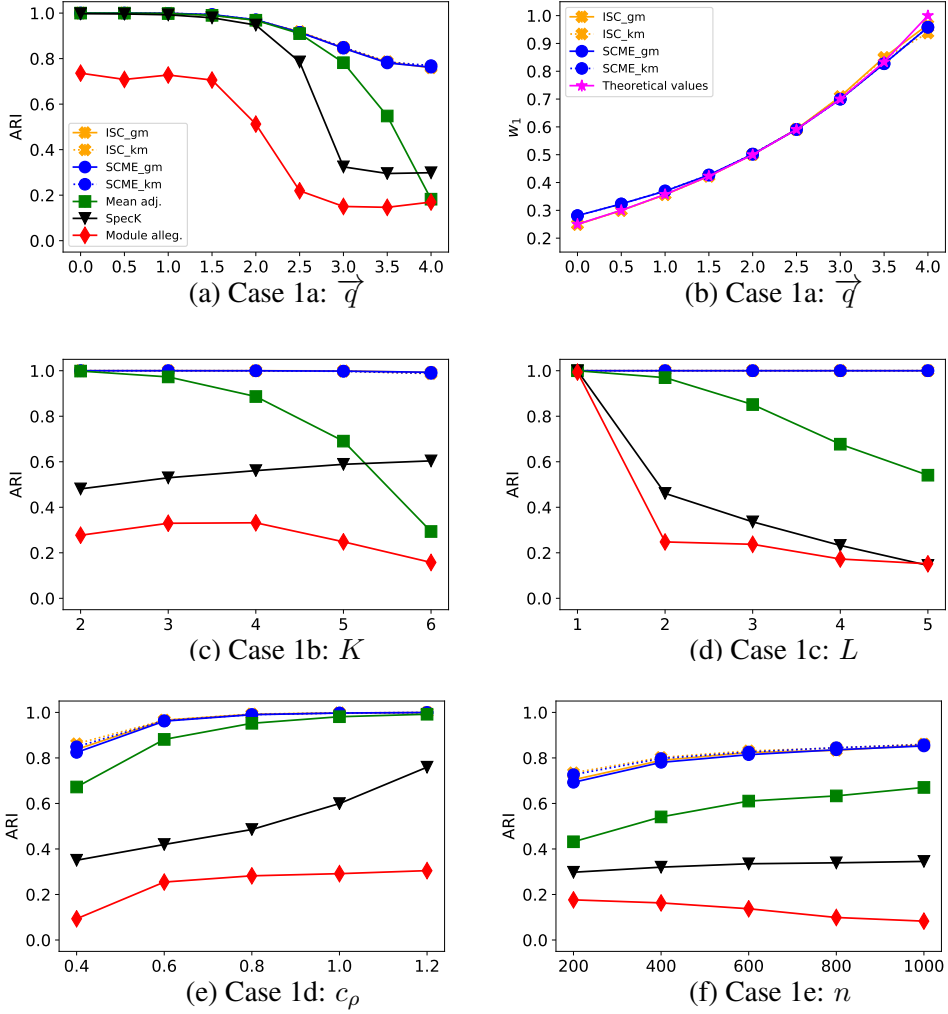 1.0
0.8
0.6
0.4
0.2
0.0
ARI
ISC_gm
ISC_km
SCME_gm
SCME_km
Mean adj.
SpecK
Module alleg.
0.0 0.5 1.0 1.5 2.0 2.5 3.0 3.5 4.0
(a) Case 1a: $\overrightarrow{q}$
1.0
0.9
0.8
0.7
0.6
0.5
0.4
0.3
0.2
w₁
ISC_gm
ISC_km
SCME_gm
SCME_km
Theoretical values
0.0 0.5 1.0 1.5 2.0 2.5 3.0 3.5 4.0
(b) Case 1a: $\overrightarrow{q}$
1.0
0.8
0.6
0.4
0.2
0.0
ARI
2 3 4 5 6
(c) Case 1b: K
1.0
0.8
0.6
0.4
0.2
0.0
ARI
1 2 3 4 5
(d) Case 1c: L
1.0
0.8
0.6
0.4
0.2
0.0
ARI
0.4 0.6 0.8 1.0 1.2
(e) Case 1d: $c_\rho$
1.0
0.8
0.6
0.4
0.2
0.0
ARI
200 400 600 800 1000
(f) Case 1e: n